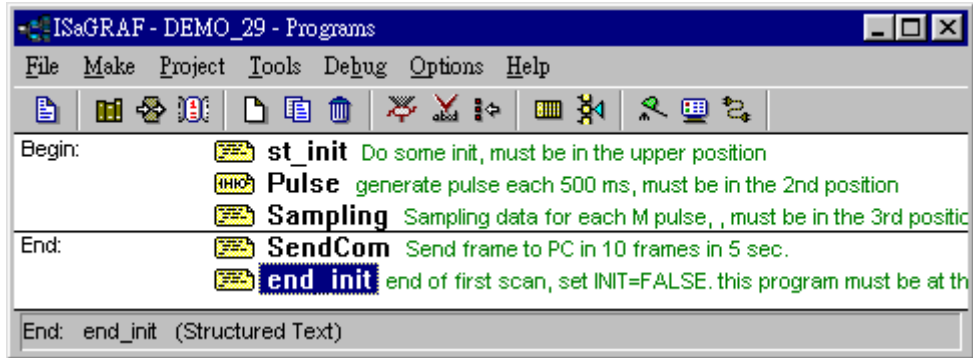 ISaGRAF - DEMO_29 - Programs
File Make Project Tools Debug Options Help
Begin: st_init Do some init, must be in the upper position
Pulse generate pulse each 500 ms, must be in the 2nd position
Sampling Sampling data for each M pulse, , must be in the 3rd positic
End: SendCom Send frame to PC in 10 frames in 5 sec.
end_init end of first scan, set INIT=FALSE. this program must be at th
End: end_init (Structured Text)